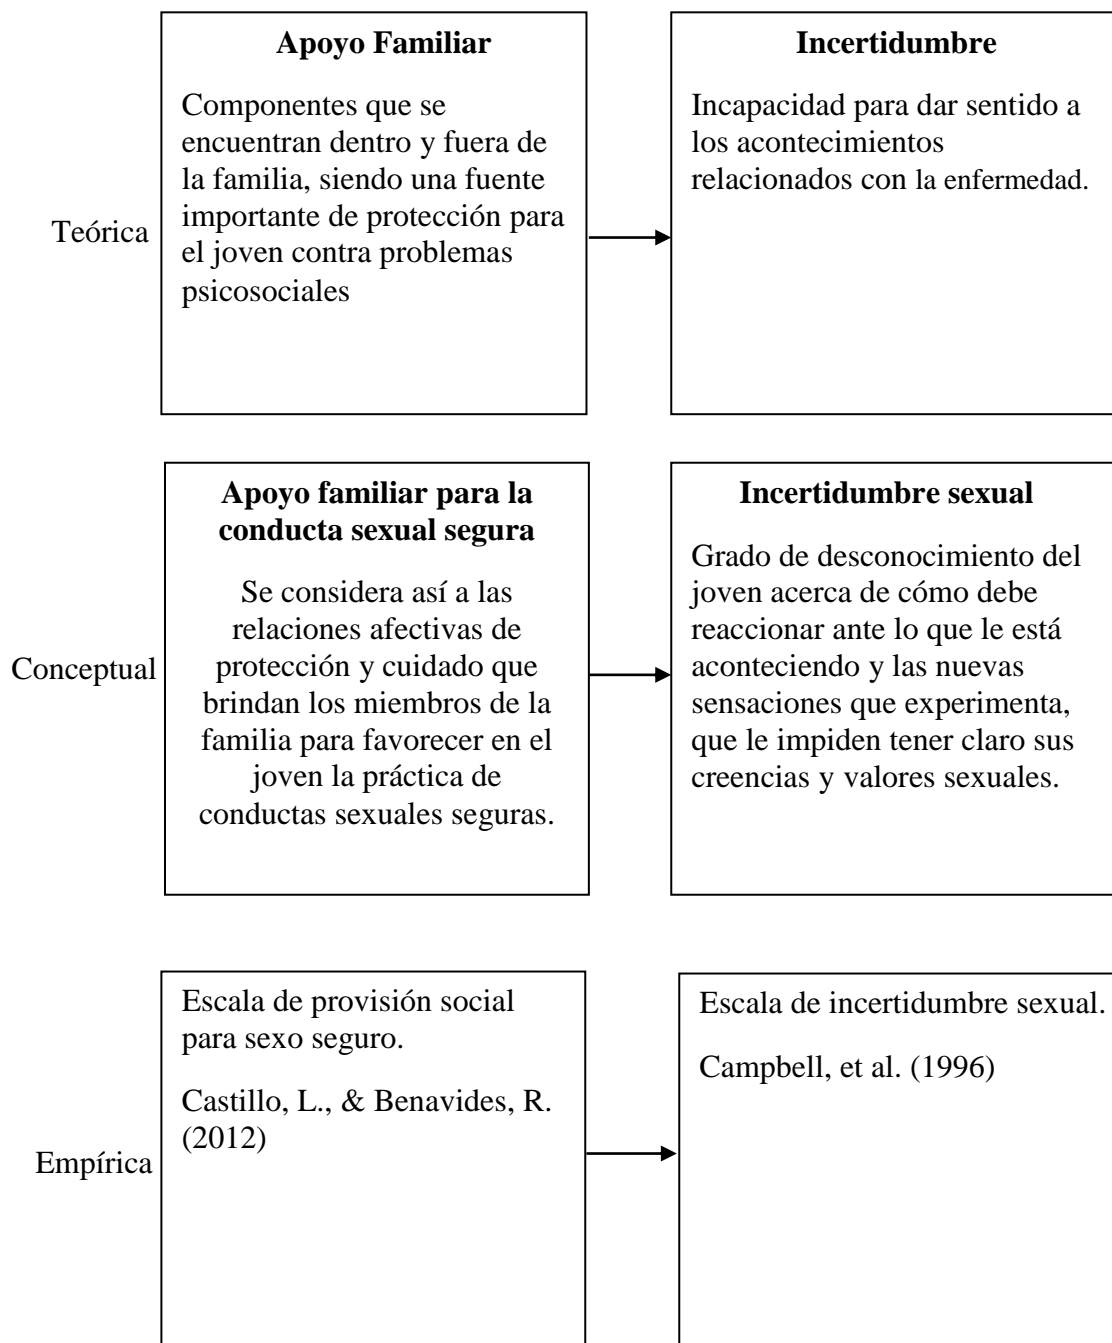 Apoyo Familiar
Componentes que se
encuentran dentro y fuera de
la familia, siendo una fuente
importante de protección para
el joven contra problemas
psicosociales
Incertidumbre
Incapacidad para dar sentido a
los acontecimientos
relacionados con la enfermedad.
Teórica
Apoyo familiar para la
conducta sexual segura
Se considera así a las
relaciones afectivas de
protección y cuidado que
brindan los miembros de la
familia para favorecer en el
joven la práctica de
conductas sexuales seguras.
Incertidumbre sexual
Grado de desconocimiento del
joven acerca de cómo debe
reaccionar ante lo que le está
aconteciendo y las nuevas
sensaciones que experimenta,
que le impiden tener claro sus
creencias y valores sexuales.
Conceptual
Escala de provisión social
para sexo seguro.
Castillo, L., & Benavides, R.
(2012)
Escala de incertidumbre sexual.
Campbell, et al. (1996)
Empírica